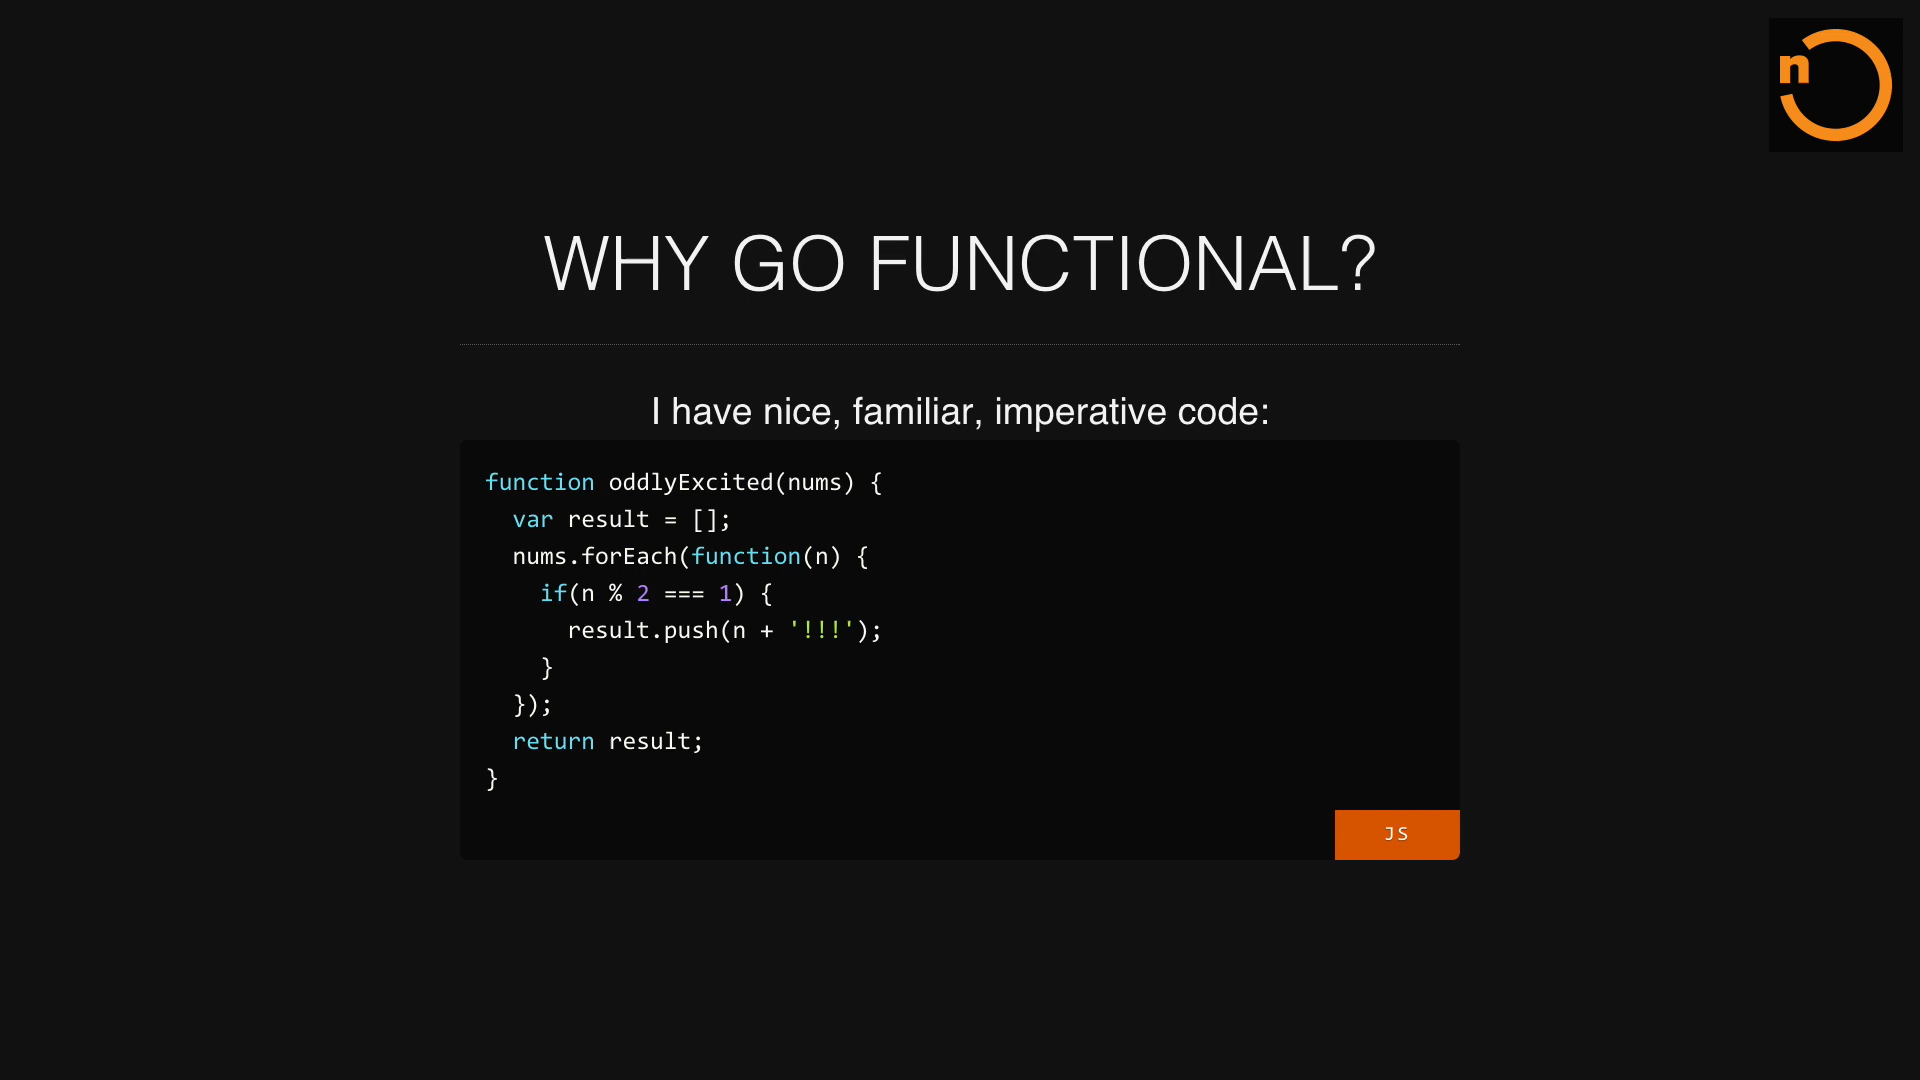 n
WHY GO FUNCTIONAL?
I have nice, familiar, imperative code:
function oddlyExcited(nums) {
  var result = [];
  nums.forEach(function(n) {
    if(n % 2 === 1) {
      result.push(n + '!!!');
    }
  });
  return result;
}
JS